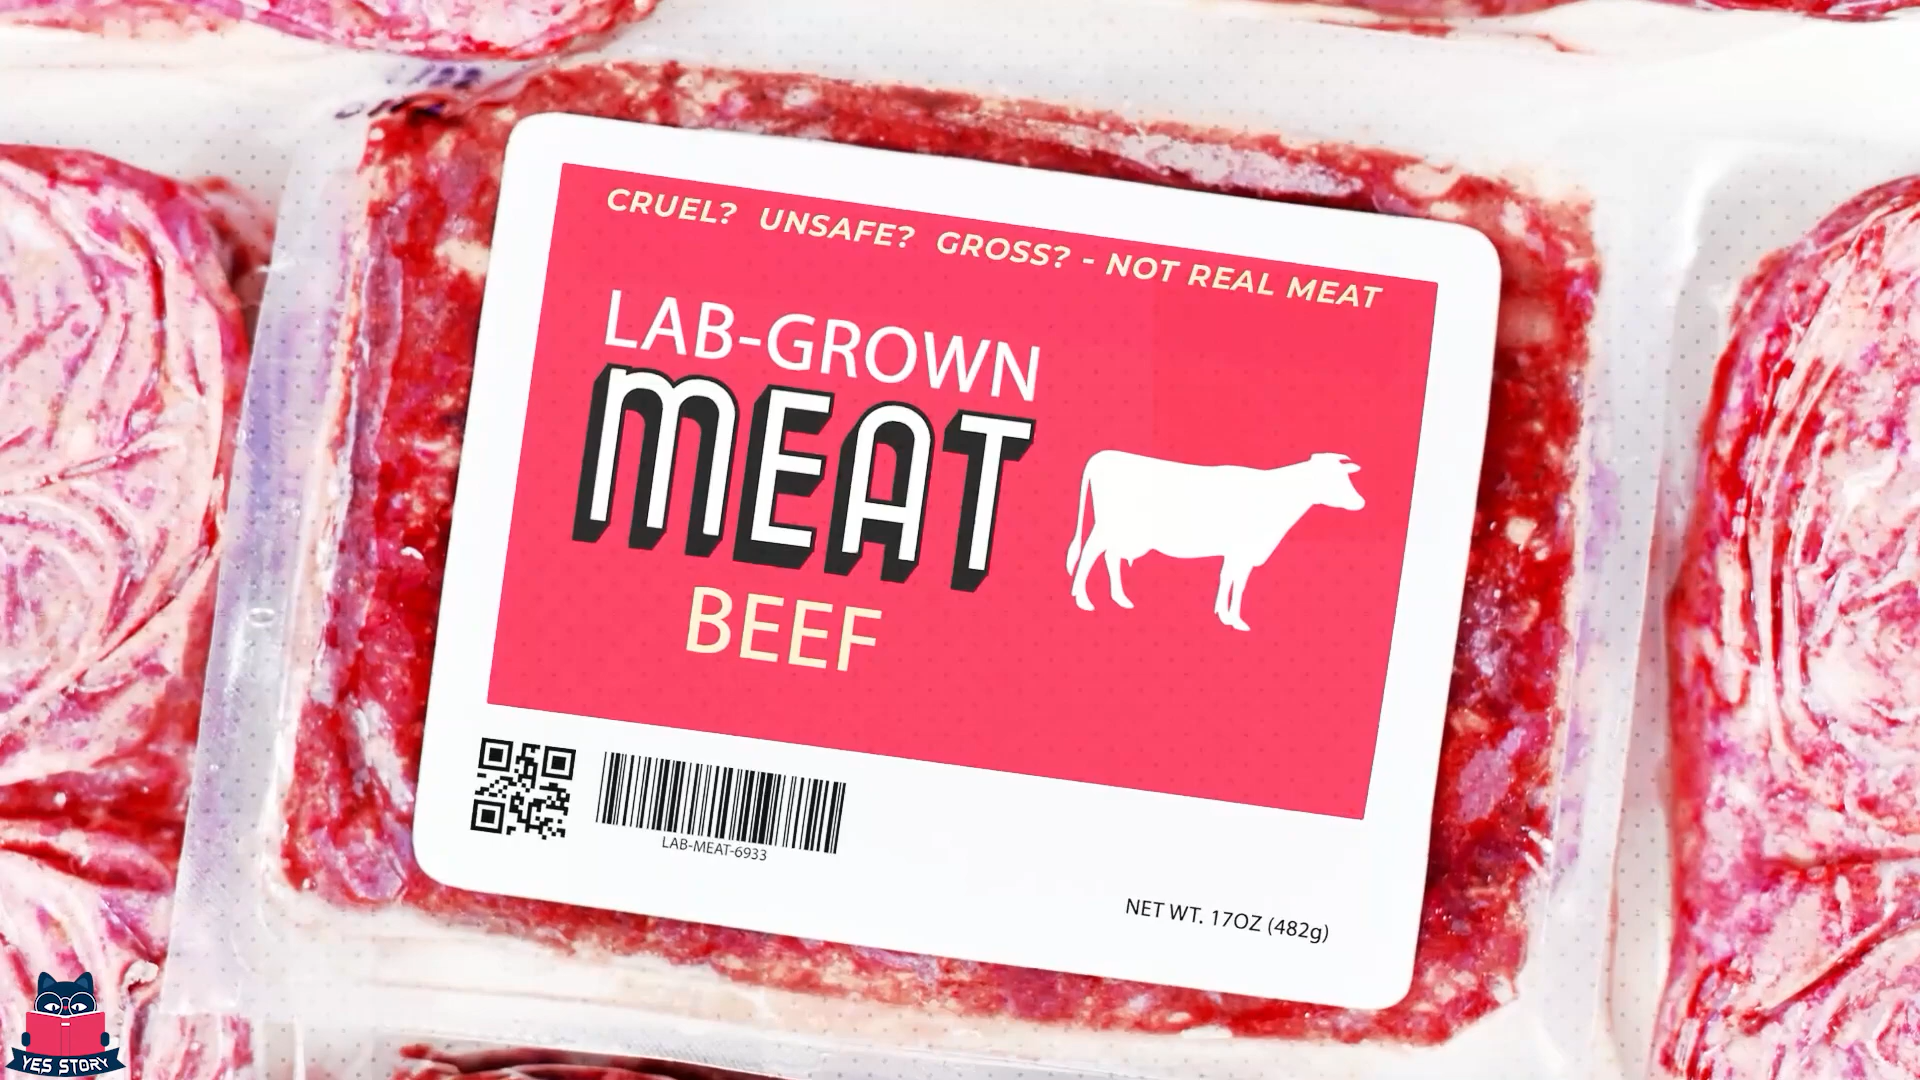 CRUEL? UNSAFE? GROSS? - NOT REAL MEAT
LAB-GROWN
MEAT
BEEF
LAB-MEAT-6933
NET WT. 17OZ (482g)
YES STORY